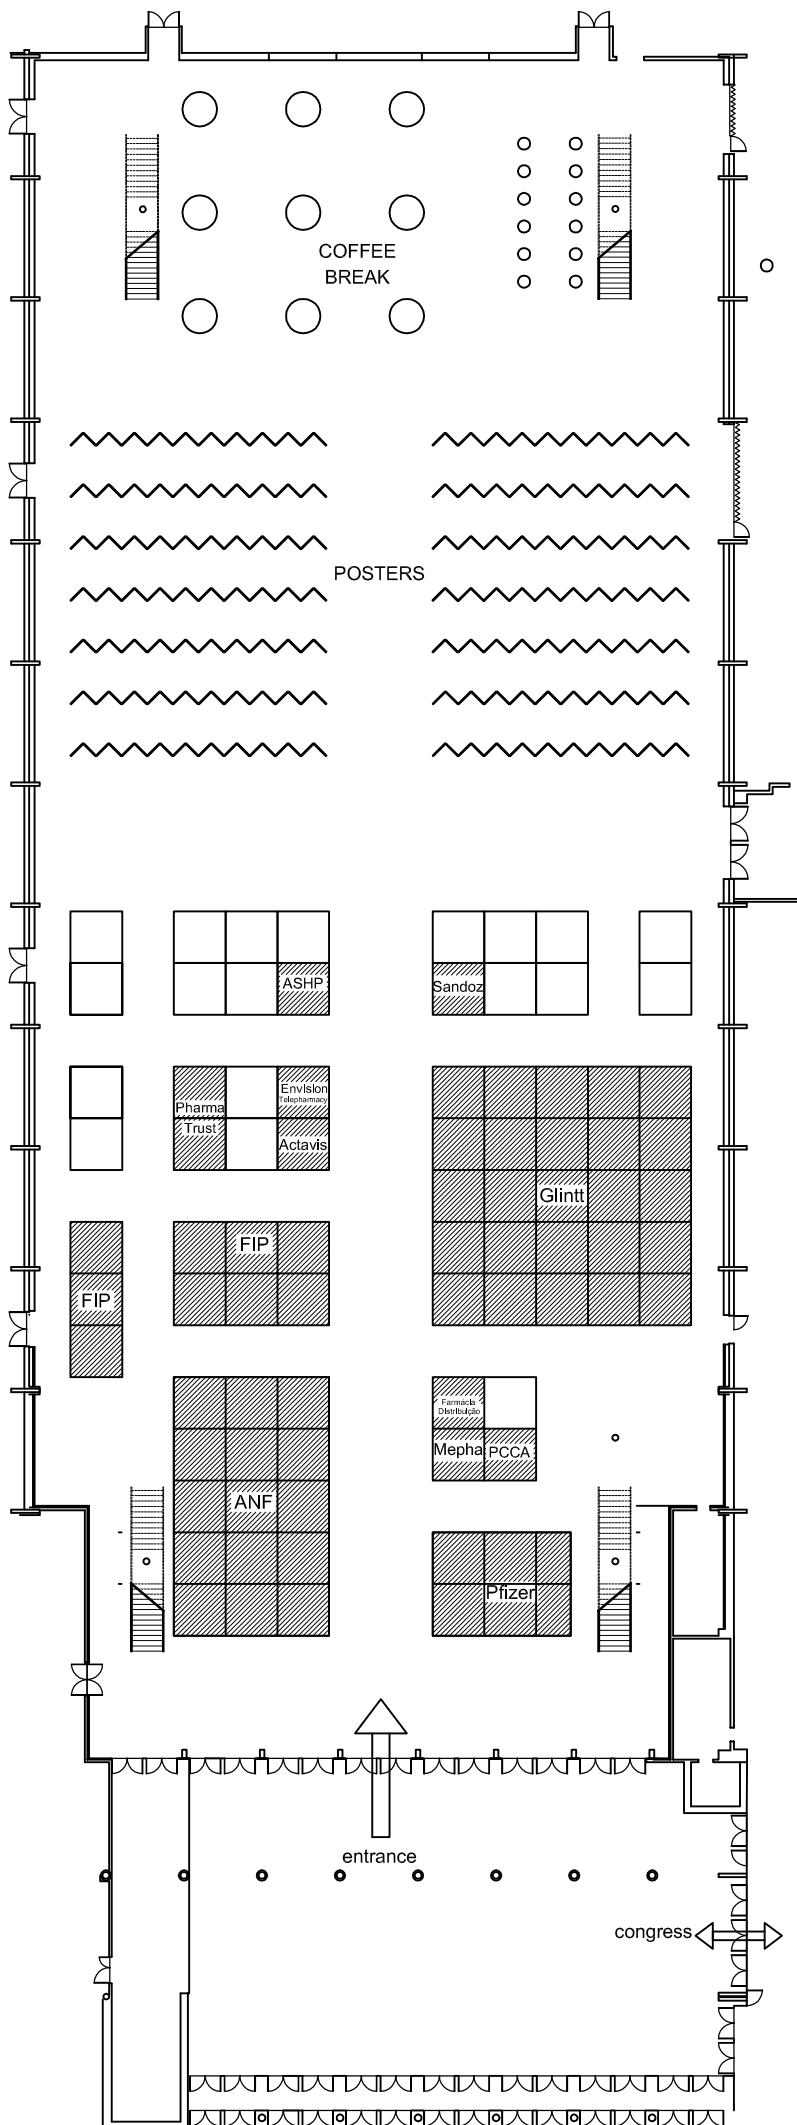 COFFEE
BREAK
POSTERS
ASHP
Sandoz
Pharma
Trust
Envision
Telepharmacy
Actavis
Glintt
FIP
FIP
Farmácia
Distribuição
Mepha
PCCA
ANF
Pfizer
entrance
congress